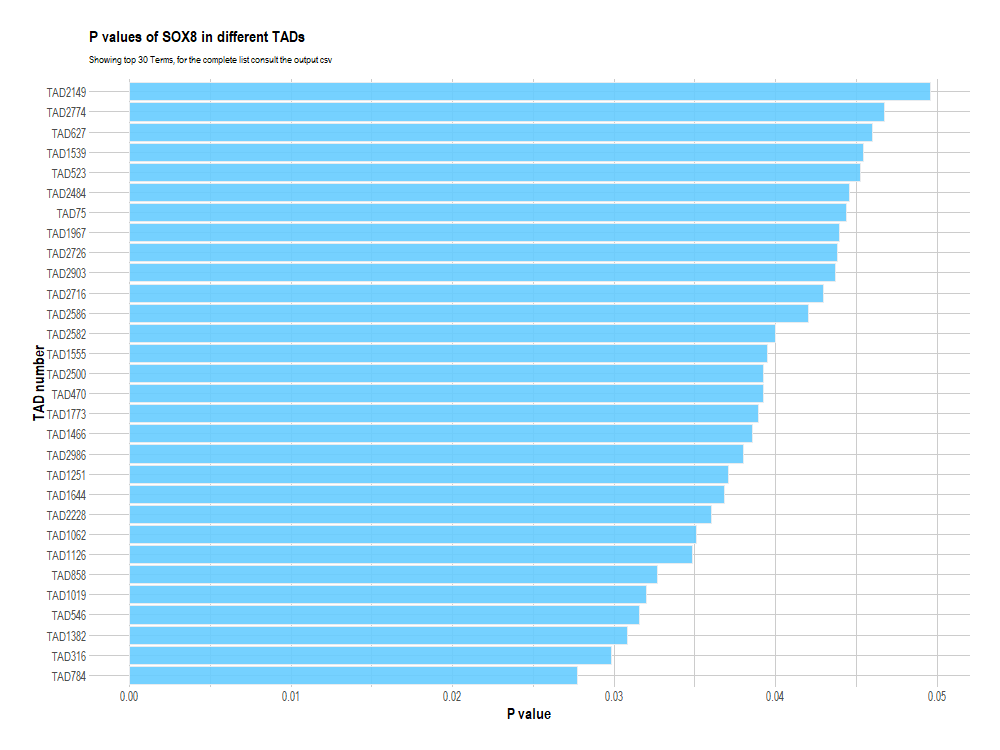 P values of SOX8 in different TADs
Showing top 30 Terms, for the complete list consult the output csv
TAD number
TAD2149
TAD2774
TAD627
TAD1539
TAD523
TAD2484
TAD75
TAD1967
TAD2726
TAD2903
TAD2716
TAD2586
TAD2582
TAD1555
TAD2500
TAD470
TAD1773
TAD1466
TAD2986
TAD1251
TAD1644
TAD2228
TAD1062
TAD1126
TAD858
TAD1019
TAD546
TAD1382
TAD316
TAD784
0.00 0.01 0.02 0.03 0.04 0.05
P value